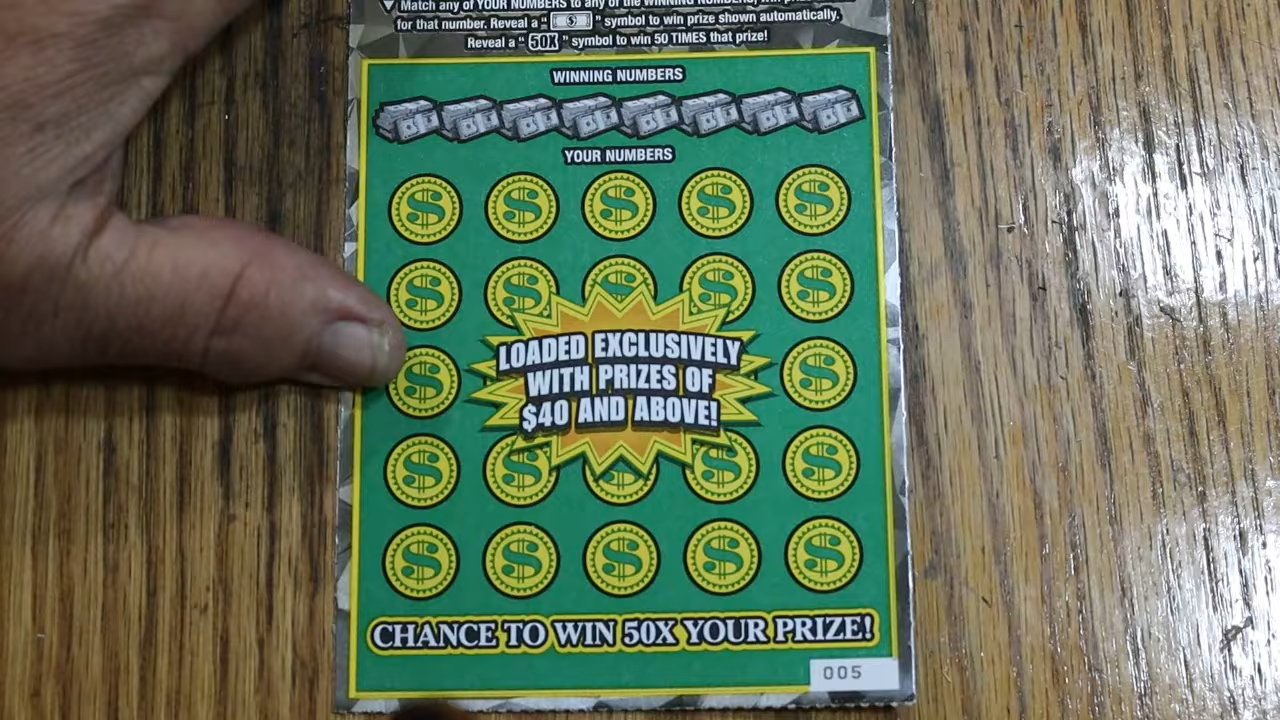 Match any of YOUR NUMBERS to any of the WINNING NUMBERS, win
for that number. Reveal a " $ " symbol to win prize shown automatically.
Reveal a " 50X " symbol to win 50 TIMES that prize!
WINNING NUMBERS
YOUR NUMBERS
$ $ $ $ $
$ $ $ $ $
LOADED EXCLUSIVELY
WITH PRIZES OF
$40 AND ABOVE!
$ $
$ $ $ $ $
$ $ $ $ $
CHANCE TO WIN 50X YOUR PRIZE!
005